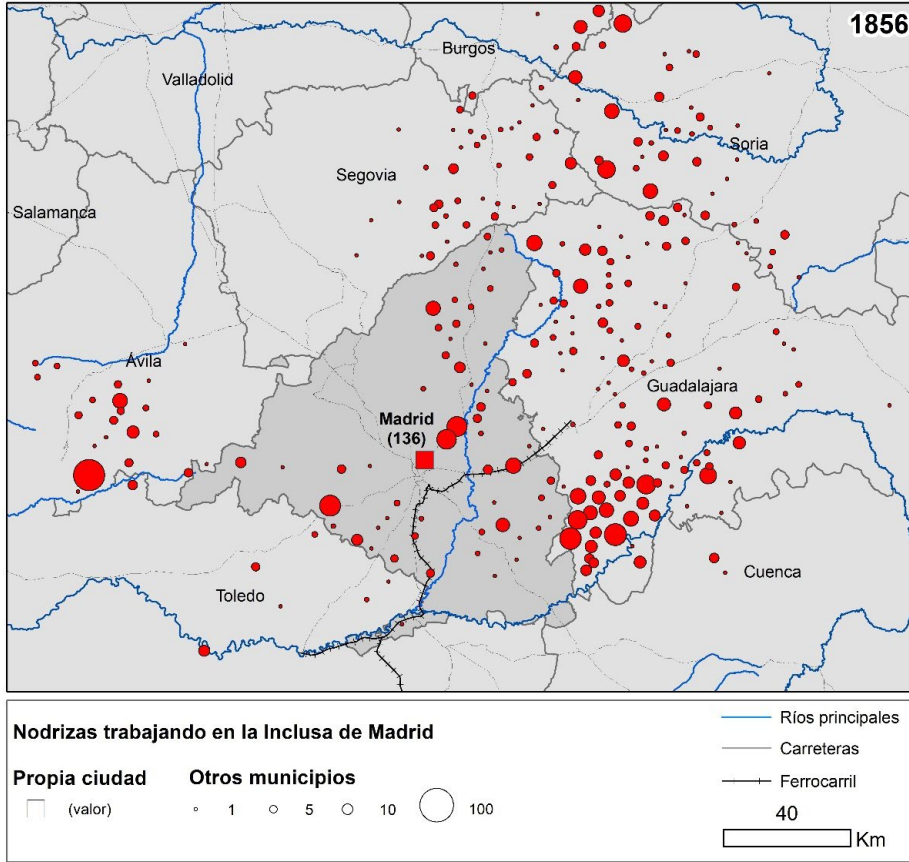 1856
Burgos
Valladolid
Soria
Segovia
Salamanca
Ávila
Guadalajara
Madrid
(136)
Cuenca
Toledo
Nodrizas trabajando en la Inclusa de Madrid
Propia ciudad
(valor)
Otros municipios
1
5
10
100
Ríos principales
Carreteras
Ferrocarril
40
Km